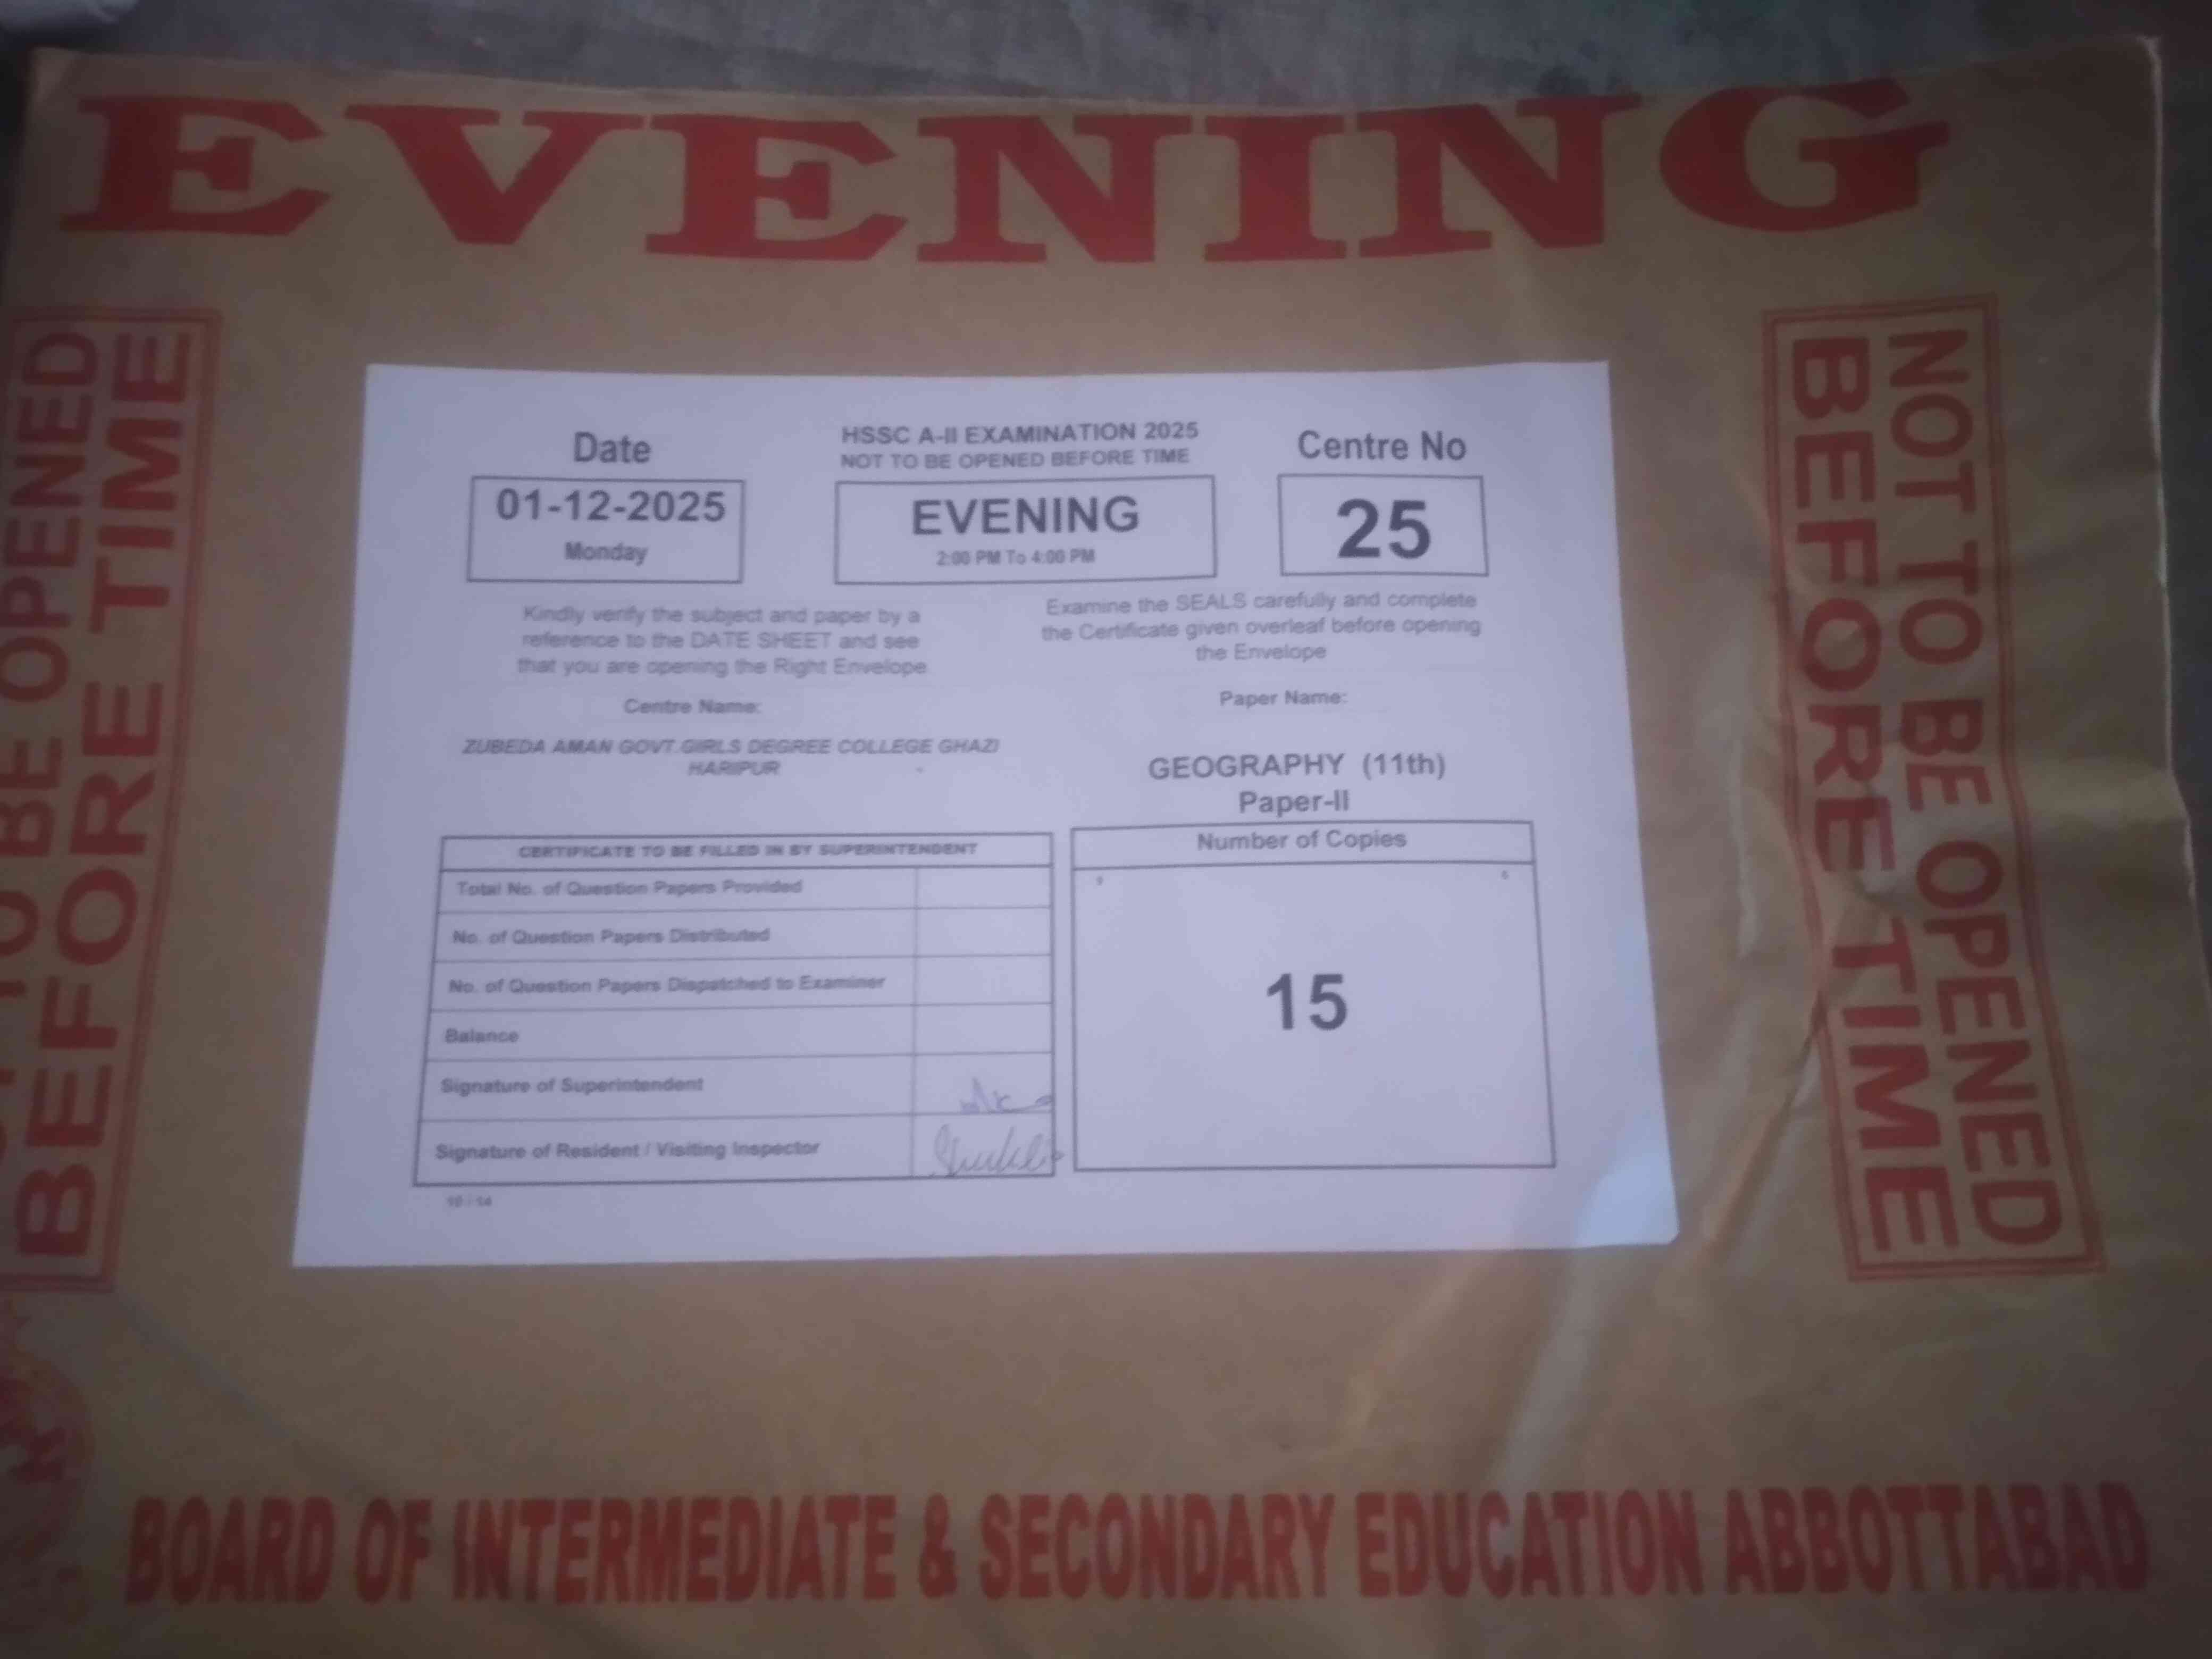 EVENING
NOT TO BE OPENED
BEFORE TIME
TO BE OPENED
BEFORE TIME
Date
01-12-2025
Monday
HSSC A-II EXAMINATION 2025
NOT TO BE OPENED BEFORE TIME
EVENING
2:00 PM To 4:00 PM
Centre No
25
Kindly verify the subject and paper by a
reference to the DATE SHEET and see
that you are opening the Right Envelope
Examine the SEALS carefully and complete
the Certificate given overleaf before opening
the Envelope
Centre Name:
ZUBEDA AMAN GOVT.GIRLS DEGREE COLLEGE GHAZI
HARIPUR
Paper Name:
GEOGRAPHY (11th)
Paper-II
CERTIFICATE TO BE FILLED IN BY SUPERINTENDENT
Total No. of Question Papers Provided
No. of Question Papers Distributed
No. of Question Papers Dispatched to Examiner
Balance
Signature of Superintendent
Signature of Resident / Visiting Inspector
Number of Copies
15
BOARD OF INTERMEDIATE & SECONDARY EDUCATION ABBOTTABAD